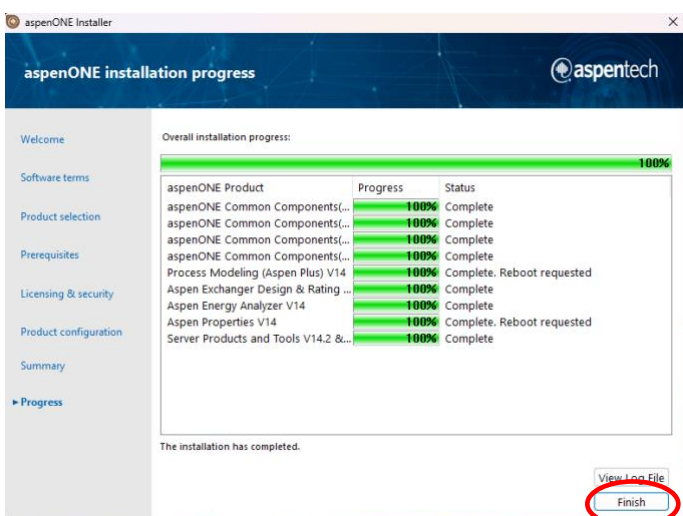 aspenONE Installer
aspenONE installation progress
aspentech
Welcome
Software terms
Product selection
Prerequisites
Licensing & security
Product configuration
Summary
Progress
Overall installation progress:
100%
aspenONE Product Progress Status
aspenONE Common Components(... 100% Complete
aspenONE Common Components(... 100% Complete
aspenONE Common Components(... 100% Complete
aspenONE Common Components(... 100% Complete
Process Modeling (Aspen Plus) V14 100% Complete. Reboot requested
Aspen Exchanger Design & Rating ... 100% Complete
Aspen Energy Analyzer V14 100% Complete
Aspen Properties V14 100% Complete. Reboot requested
Server Products and Tools V14.2 &... 100% Complete
The installation has completed.
View Log File
Finish